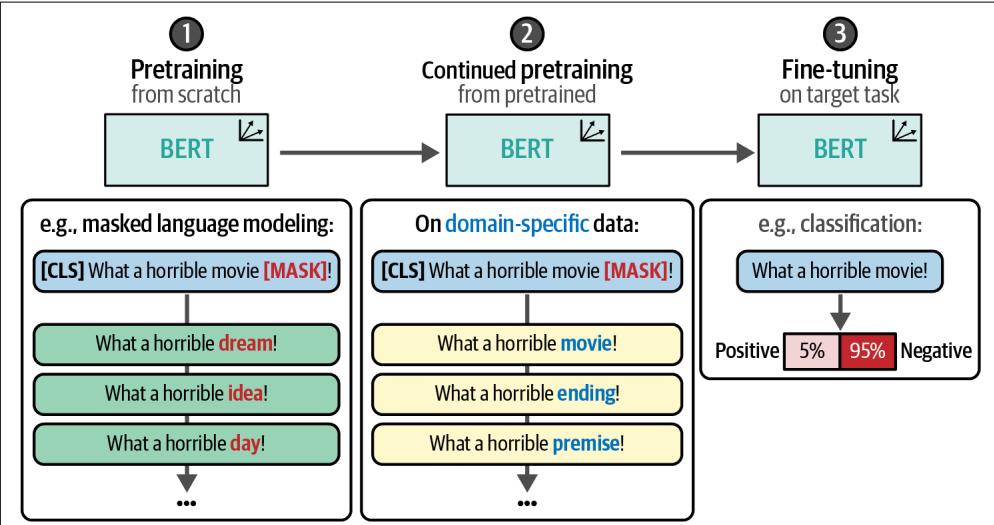 1
Pretraining
from scratch
BERT
e.g., masked language modeling:
[CLS] What a horrible movie [MASK]!
What a horrible dream!
What a horrible idea!
What a horrible day!
...
2
Continued pretraining
from pretrained
BERT
On domain-specific data:
[CLS] What a horrible movie [MASK]!
What a horrible movie!
What a horrible ending!
What a horrible premise!
...
3
Fine-tuning
on target task
BERT
e.g., classification:
What a horrible movie!
Positive 5% 95% Negative